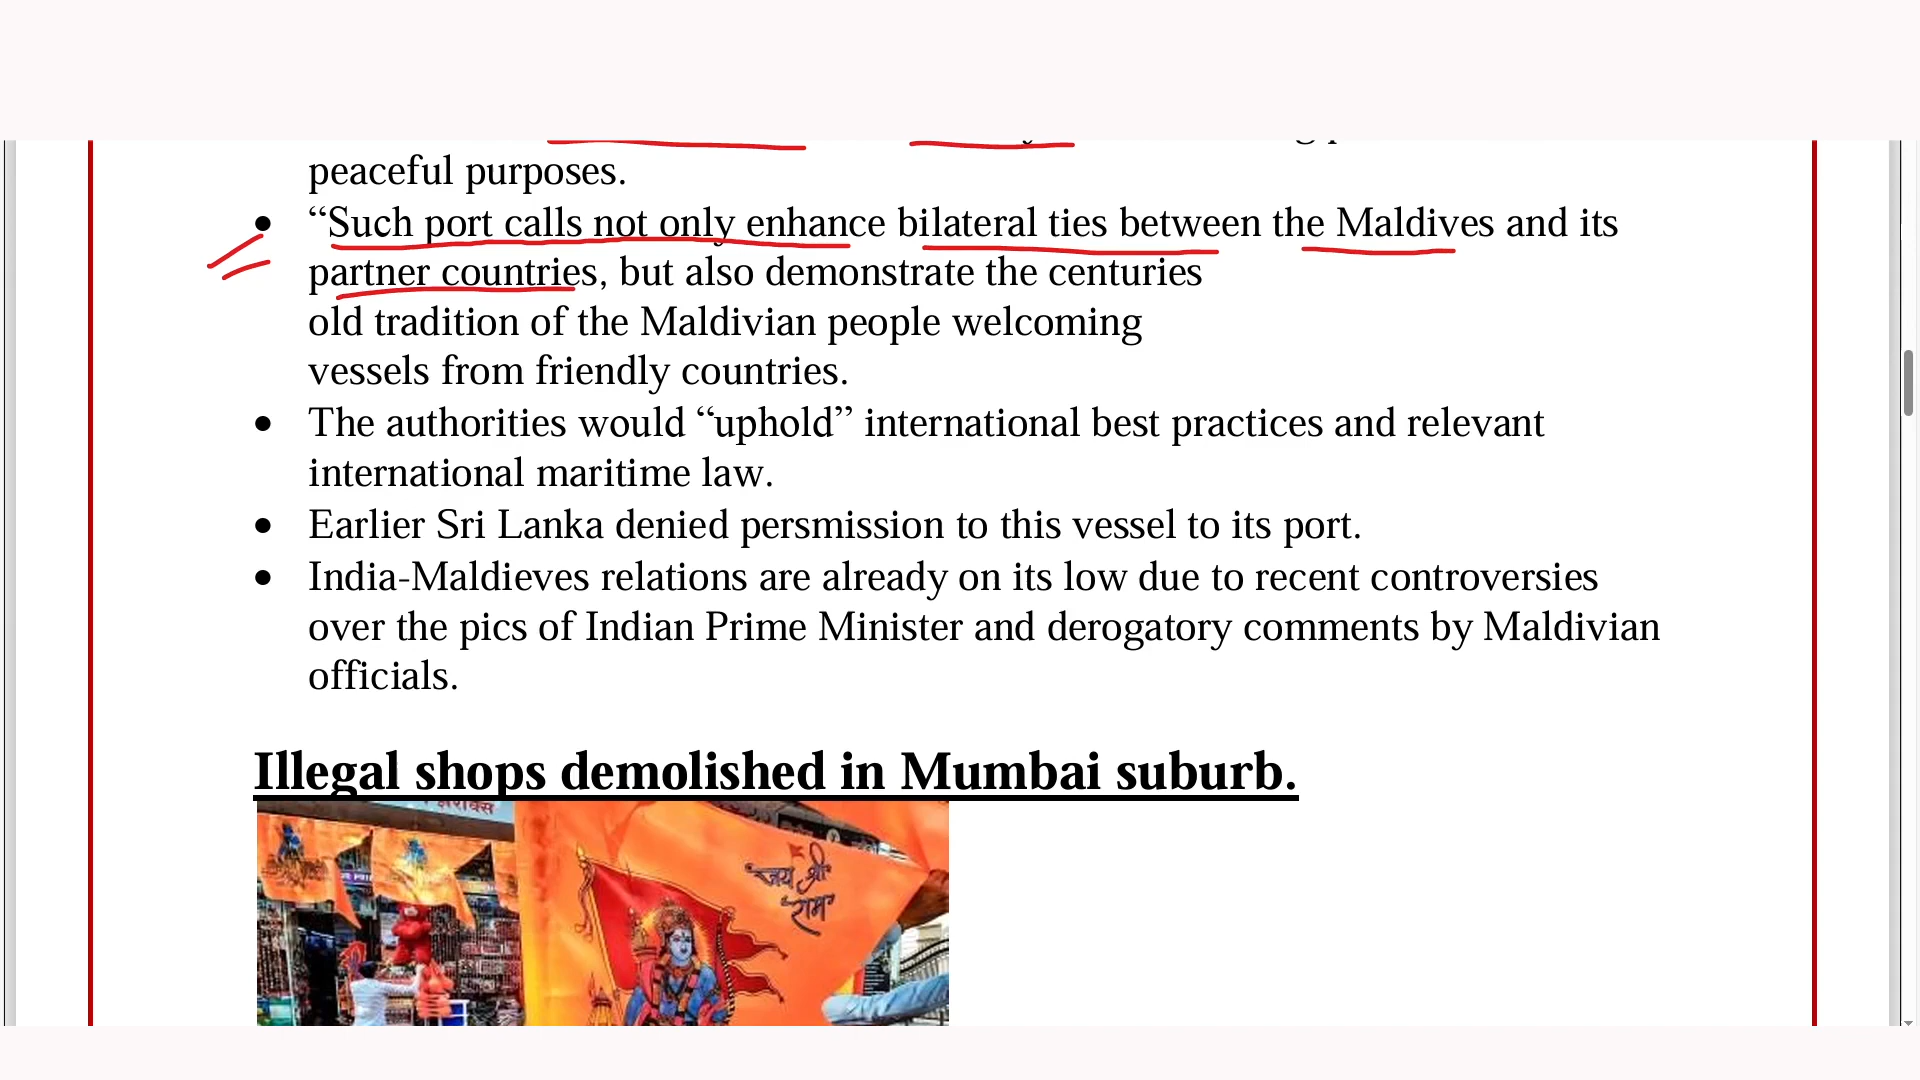 peaceful purposes.
“Such port calls not only enhance bilateral ties between the Maldives and its
partner countries, but also demonstrate the centuries
old tradition of the Maldivian people welcoming
vessels from friendly countries.
The authorities would “uphold” international best practices and relevant
international maritime law.
Earlier Sri Lanka denied persmission to this vessel to its port.
India-Maldieves relations are already on its low due to recent controversies
over the pics of Indian Prime Minister and derogatory comments by Maldivian
officials.
Illegal shops demolished in Mumbai suburb.
जय श्री
राम